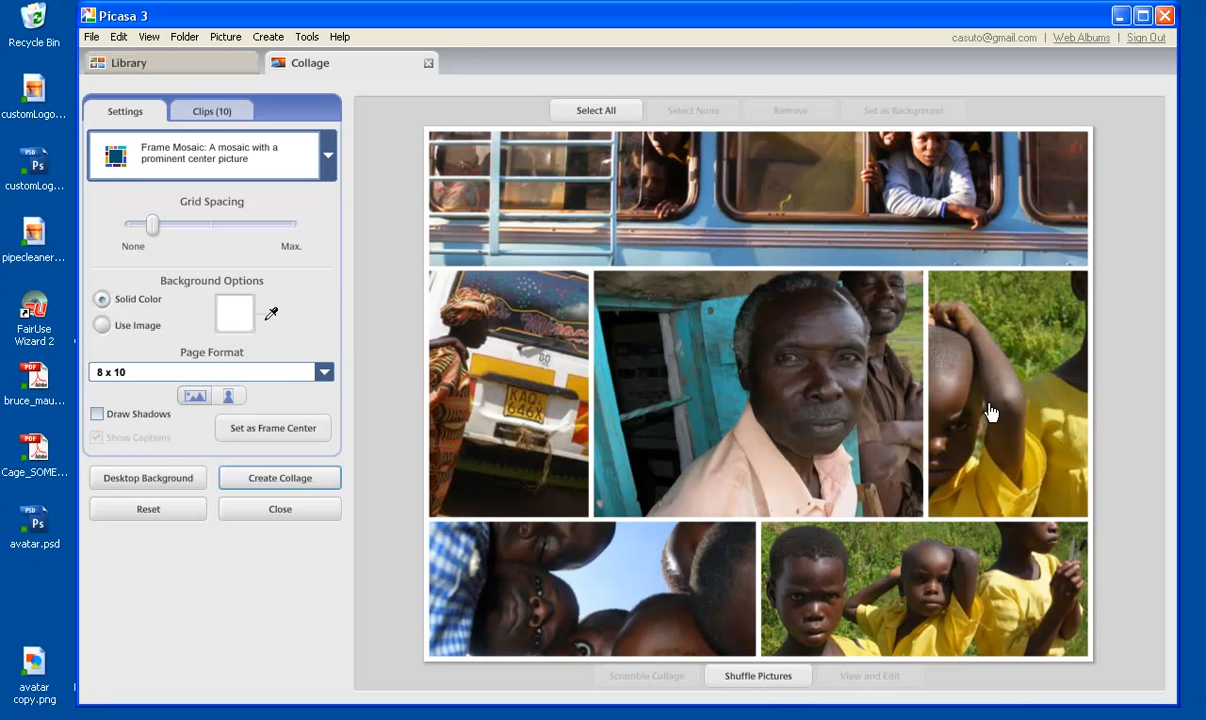 Picasa 3
Recycle Bin
File Edit View Folder Picture Create Tools Help
casuto@gmail.com | Web Albums | Sign Out
Library
Collage
customLogo...
Settings
Clips (10)
Select All
Select None
Remove
Set as Background
Frame Mosaic: A mosaic with a
prominent center picture
customLog...
Grid Spacing
None
Max.
pipecleaner...
Background Options
Solid Color
Use Image
FairUse
Wizard 2
Page Format
8 x 10
bruce_mau...
Draw Shadows
Show Captions
Set as Frame Center
KAQ
646X
Cage_SOME...
Desktop Background
Create Collage
Reset
Close
avatar.psd
avatar
copy.png
Scramble Collage
Shuffle Pictures
View and Edit